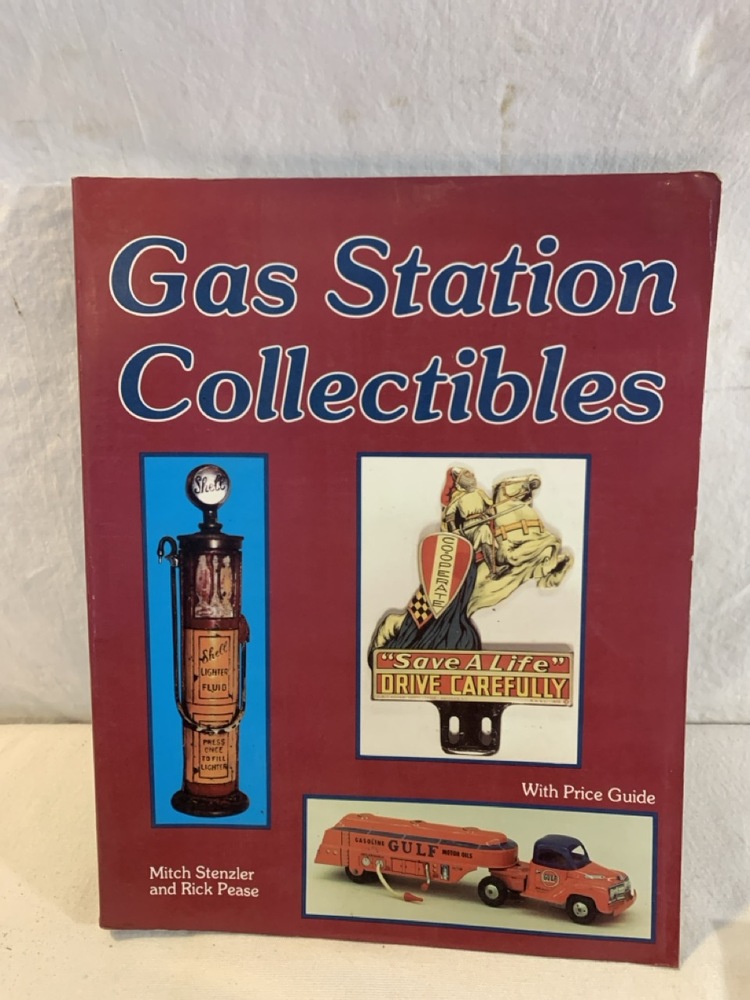 Gas Station
Collectibles
Shell
Shell
LIGHTER
FLUID
PRESS
ONCE
TO FILL
LIGHTER
COOPERATE
"Save A Life"
DRIVE CAREFULLY
With Price Guide
GASOLINE GULF MOTOR OILS
GULF
Mitch Stenzler
and Rick Pease